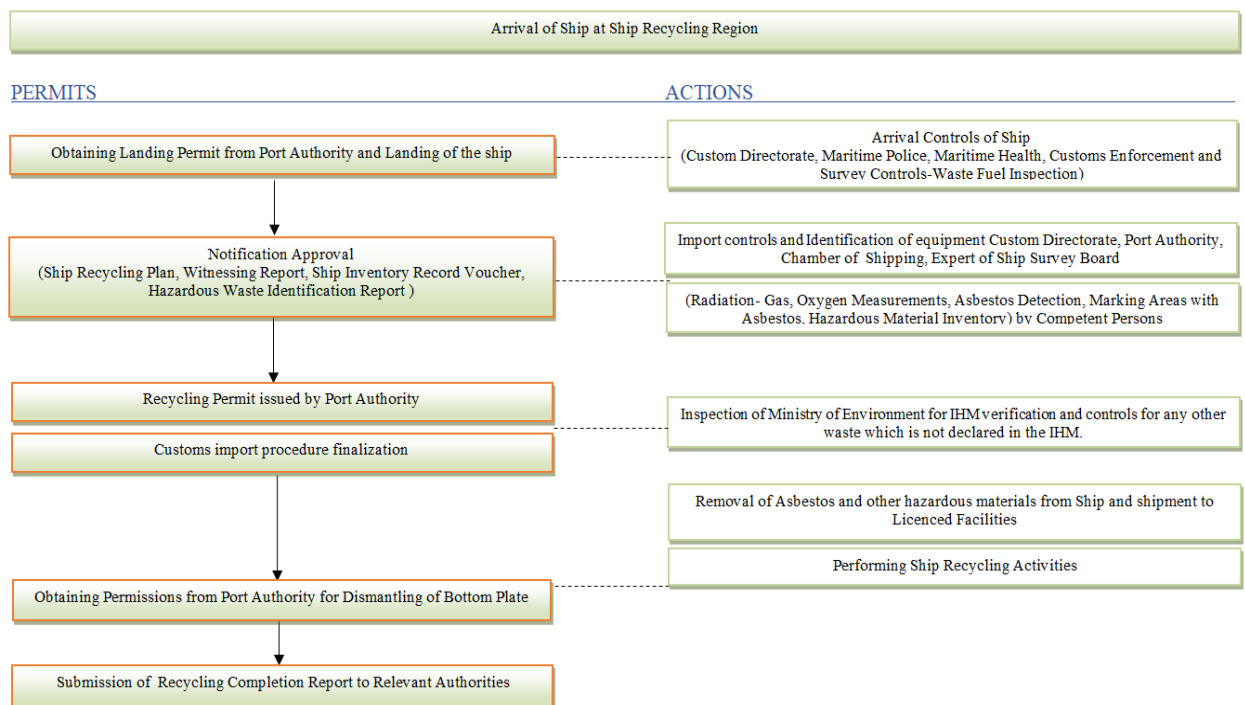 Arrival of Ship at Ship Recycling Region
PERMITS
ACTIONS
Obtaining Landing Permit from Port Authority and Landing of the ship
Arrival Controls of Ship
(Custom Directorate, Maritime Police, Maritime Health, Customs Enforcement and
Survey Controls-Waste Fuel Inspection)
Notification Approval
(Ship Recycling Plan, Witnessing Report, Ship Inventory Record Voucher,
Hazardous Waste Identification Report )
Import controls and Identification of equipment Custom Directorate, Port Authority,
Chamber of Shipping, Expert of Ship Survey Board
(Radiation- Gas, Oxygen Measurements, Asbestos Detection, Marking Areas with
Asbestos, Hazardous Material Inventory) by Competent Persons
Recycling Permit issued by Port Authority
Customs import procedure finalization
Inspection of Ministry of Environment for IHM verification and controls for any other
waste which is not declared in the IHM.
Removal of Asbestos and other hazardous materials from Ship and shipment to
Licenced Facilities
Performing Ship Recycling Activities
Obtaining Permissions from Port Authority for Dismantling of Bottom Plate
Submission of Recycling Completion Report to Relevant Authorities